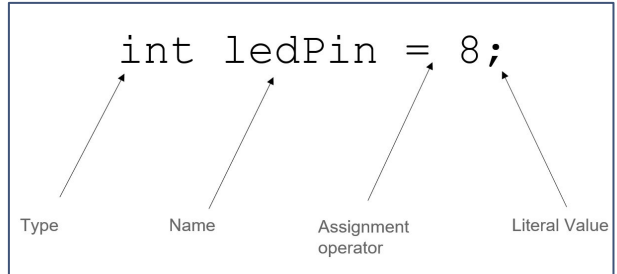 int ledPin = 8;
Type Name Assignment operator Literal Value